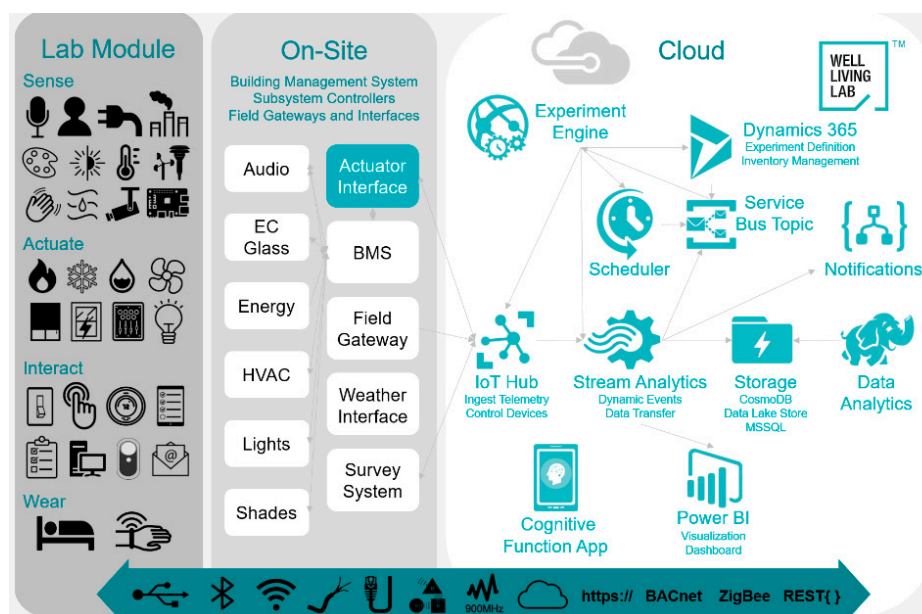 Lab Module
Sense
Actuate
Interact
Wear
On-Site
Building Management System
Subsystem Controllers
Field Gateways and Interfaces
Audio
EC
Glass
Energy
HVAC
Lights
Shades
Actuator
Interface
BMS
Field
Gateway
Weather
Interface
Survey
System
Cloud
WELL
LIVING
LAB
TM
Experiment
Engine
Dynamics 365
Experiment Definition
Inventory Management
Scheduler
Service
Bus Topic
Notifications
IoT Hub
Ingest Telemetry
Control Devices
Stream Analytics
Dynamic Events
Data Transfer
Storage
CosmoDB
Data Lake Store
MSSQL
Data
Analytics
Cognitive
Function App
Power BI
Visualization
Dashboard
900MHz
https://
BACnet
ZigBee
REST{ }